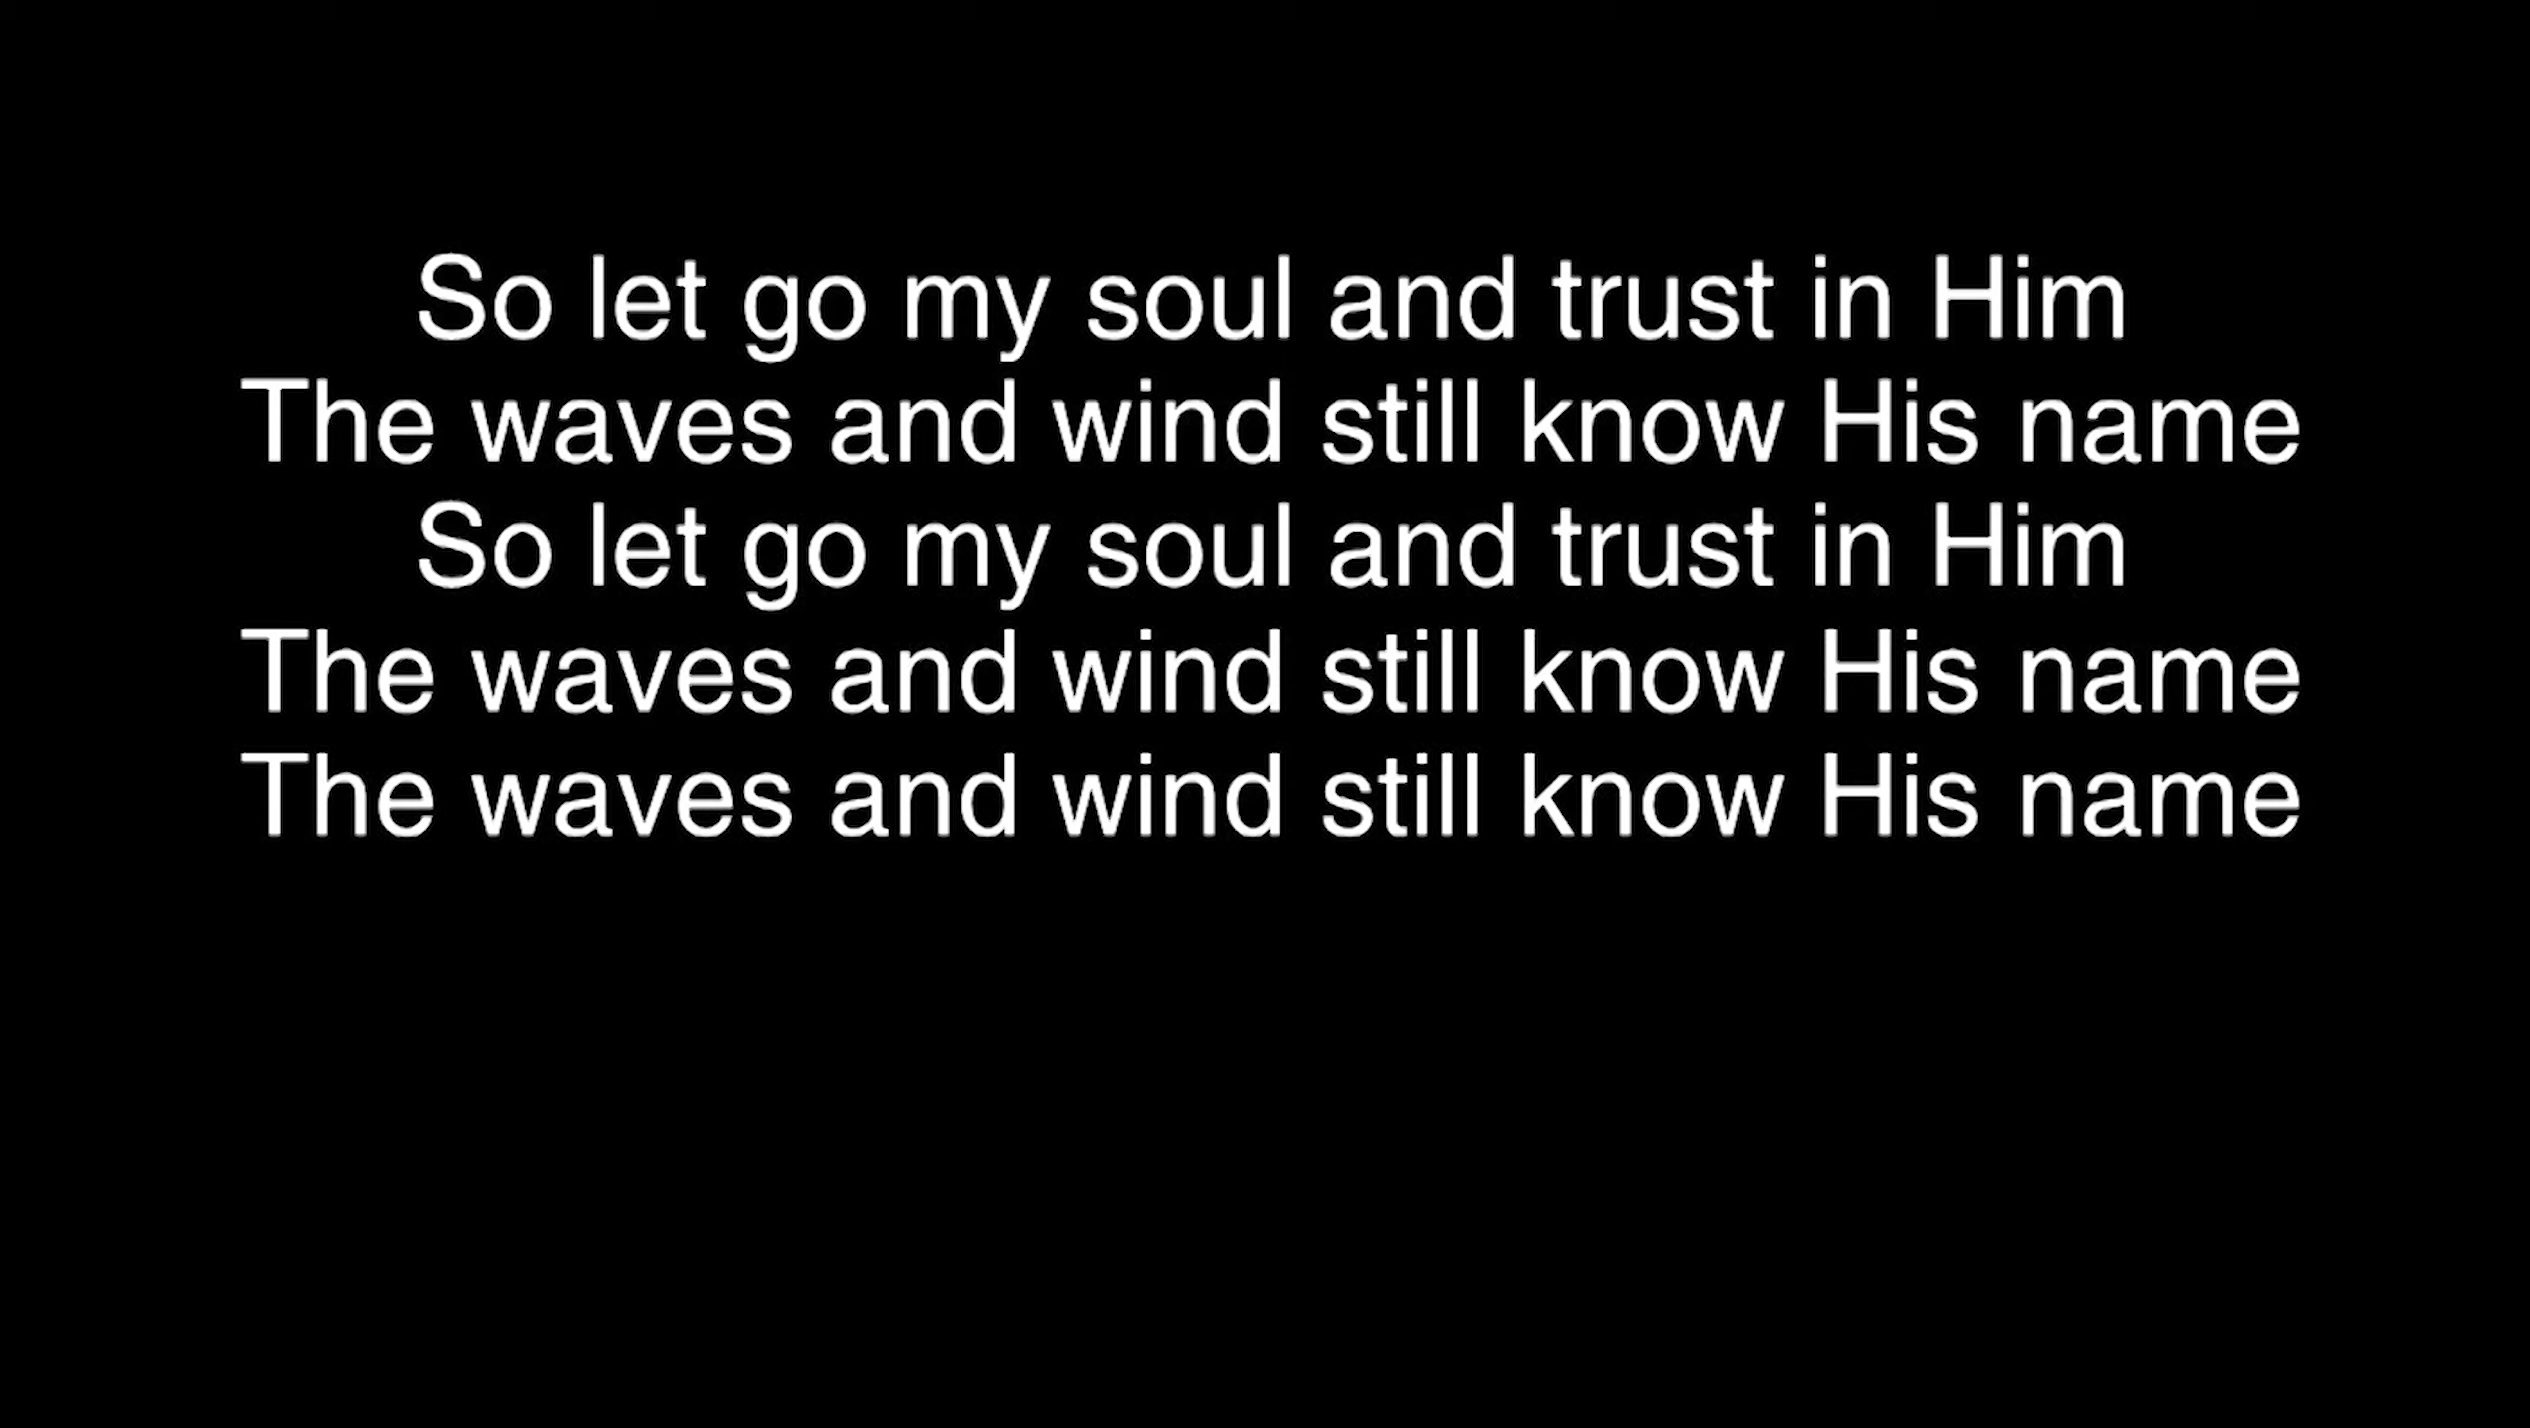 So let go my soul and trust in Him
The waves and wind still know His name
So let go my soul and trust in Him
The waves and wind still know His name
The waves and wind still know His name